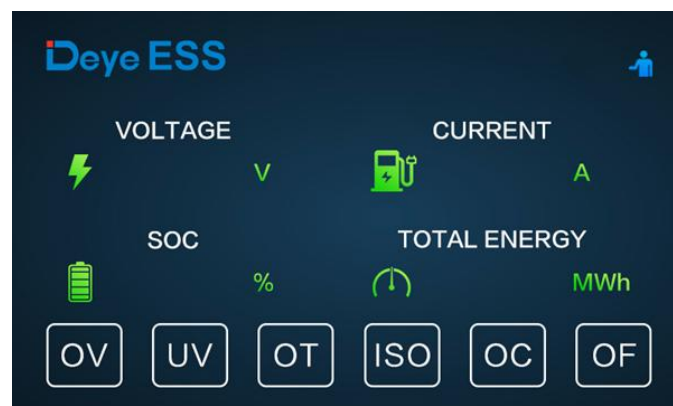 Deye ESS
VOLTAGE CURRENT
V A
SOC TOTAL ENERGY
% MWh
OV UV OT ISO OC OF